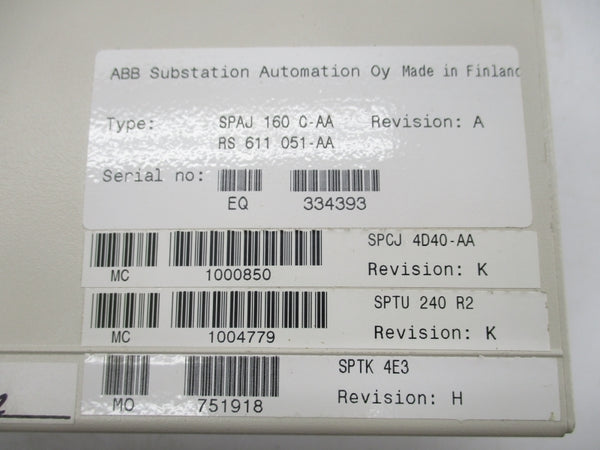 ABB Substation Automation Oy Made in Finland
Type: SPAJ 160 C-AA Revision: A
RS 611 051-AA
Serial no:
EQ 334393
SPCJ 4D40-AA
MC 1000850 Revision: K
SPTU 240 R2
MC 1004779 Revision: K
SPTK 4E3
MO 751918 Revision: H